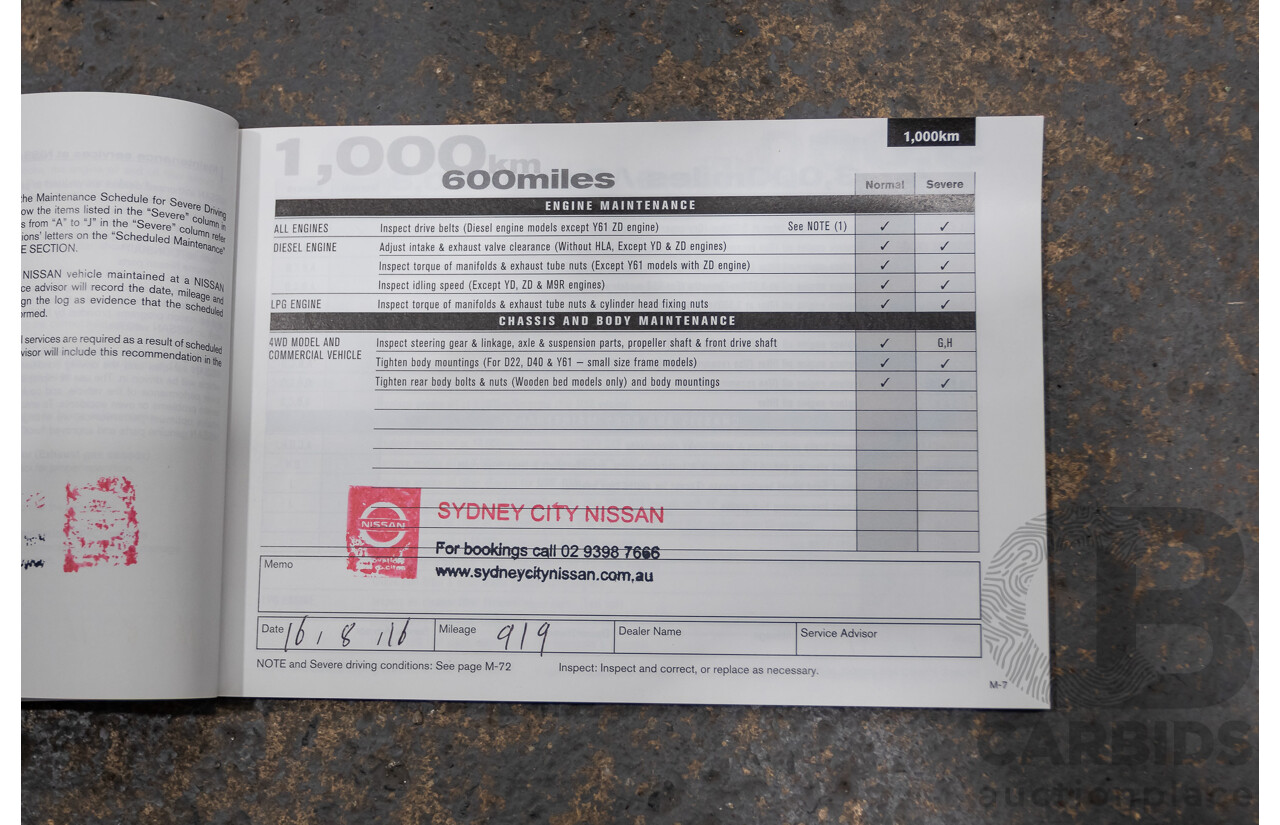 he Maintenance Schedule for Severe Driving
ow the items listed in the “Severe” column in
s from “A” to “J” in the “Severe” column refer
ions’ letters on the “Scheduled Maintenance”
E SECTION.
NISSAN vehicle maintained at a NISSAN
ce advisor will record the date, mileage and
gn the log as evidence that the scheduled
ormed.
l services are required as a result of scheduled
visor will include this recommendation in the
1,000km
1,000km
600miles
Normal Severe
ENGINE MAINTENANCE
ALL ENGINES Inspect drive belts (Diesel engine models except Y61 ZD engine) See NOTE (1) ✓ ✓
DIESEL ENGINE Adjust intake & exhaust valve clearance (Without HLA, Except YD & ZD engines) ✓ ✓
Inspect torque of manifolds & exhaust tube nuts (Except Y61 models with ZD engine) ✓ ✓
Inspect idling speed (Except YD, ZD & M9R engines) ✓ ✓
LPG ENGINE Inspect torque of manifolds & exhaust tube nuts & cylinder head fixing nuts ✓ ✓
CHASSIS AND BODY MAINTENANCE
4WD MODEL AND Inspect steering gear & linkage, axle & suspension parts, propeller shaft & front drive shaft ✓ G,H
COMMERCIAL VEHICLE Tighten body mountings (For D22, D40 & Y61 – small size frame models) ✓ ✓
Tighten rear body bolts & nuts (Wooden bed models only) and body mountings ✓ ✓
NISSAN
SYDNEY CITY NISSAN
For bookings call 02 9398 7666
www.sydneycitynissan.com.au
Memo
Date 16, 8, 16 Mileage 919 Dealer Name Service Advisor
NOTE and Severe driving conditions: See page M-72 Inspect: Inspect and correct, or replace as necessary.
M-7
CARBIDS
auctionplace